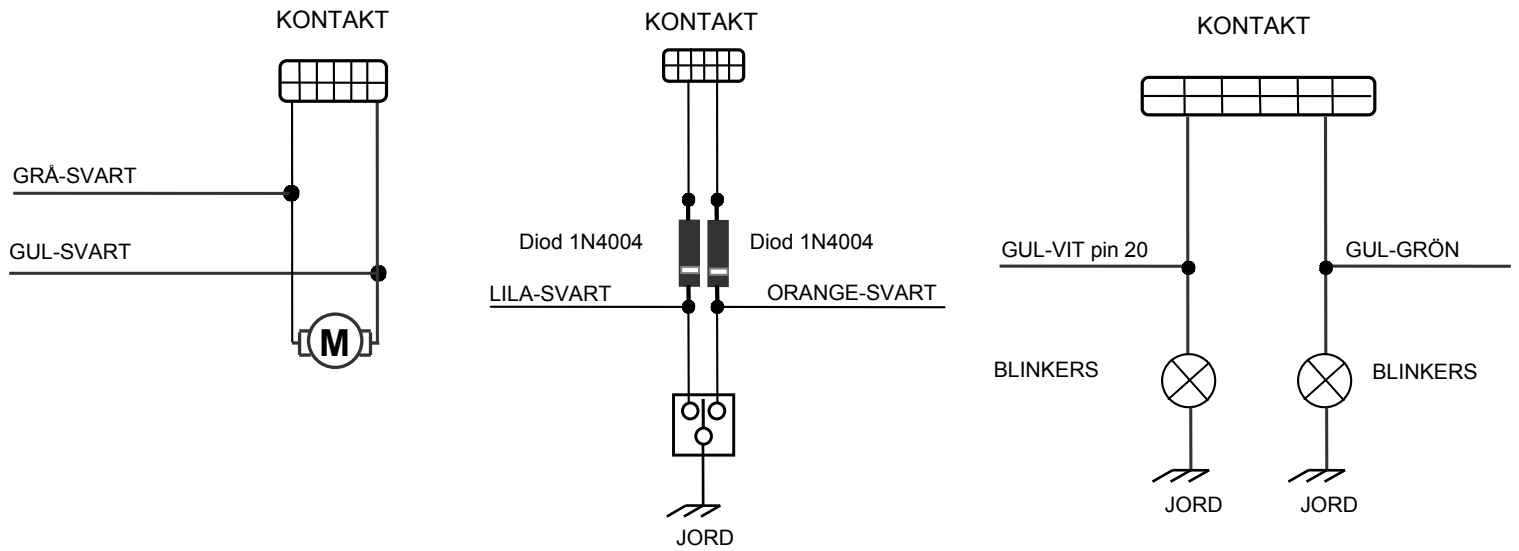 KONTAKT
GRÅ-SVART
GUL-SVART
M
KONTAKT
Diod 1N4004
Diod 1N4004
LILA-SVART
ORANGE-SVART
JORD
KONTAKT
GUL-VIT pin 20
GUL-GRÖN
BLINKERS
BLINKERS
JORD
JORD